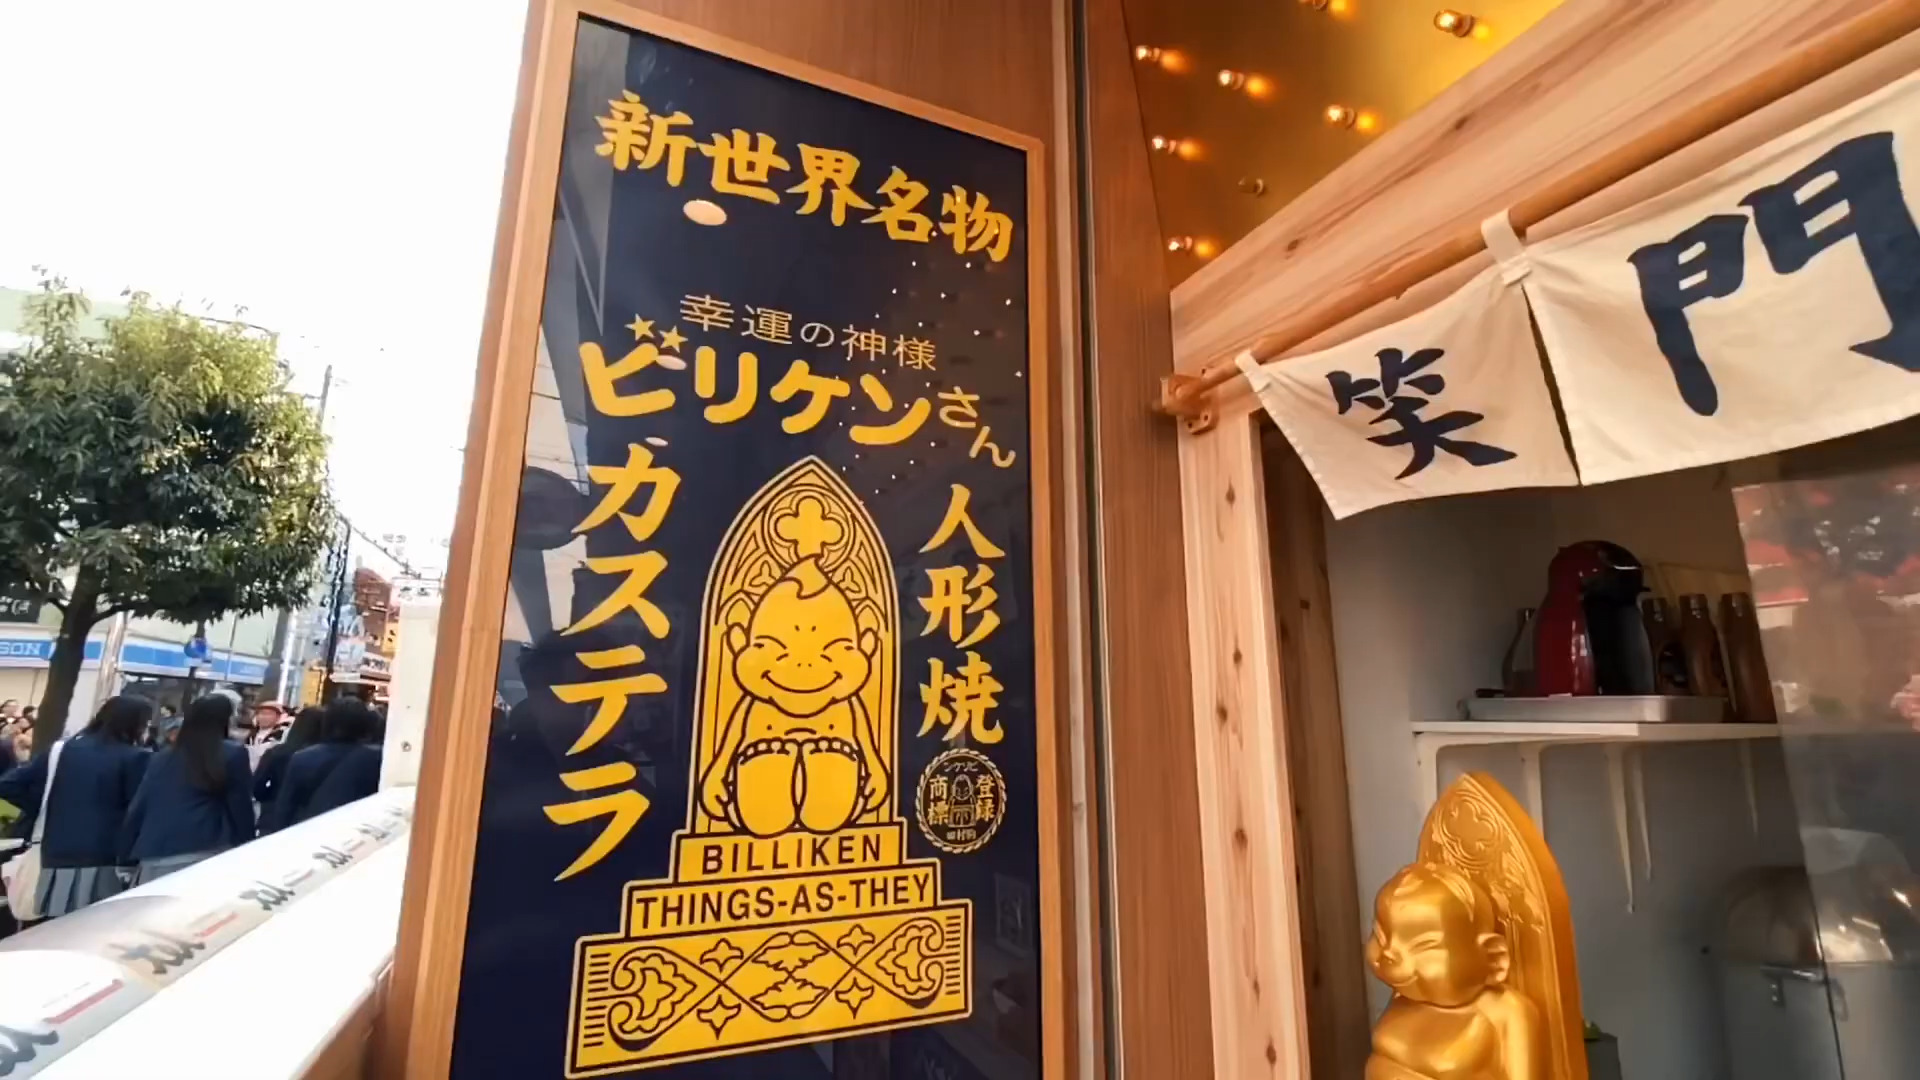 新世界名物
幸運の神様
ビリケンさん
人形焼
カステラ
登録
商標
BILLIKEN
THINGS-AS-THEY
笑
門
SON